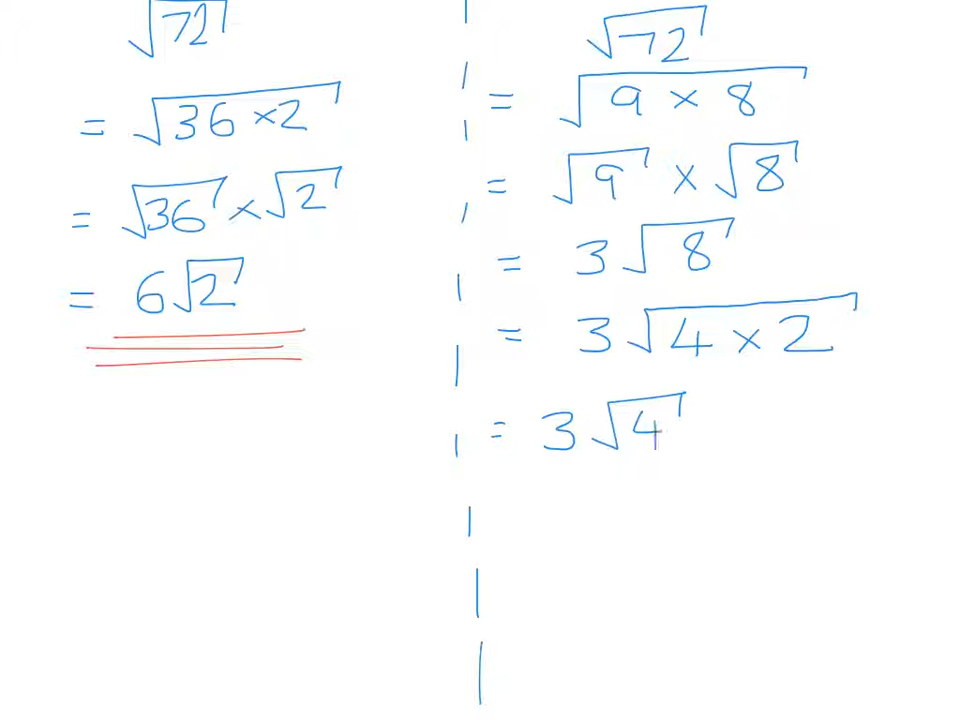 √72
= √36 × 2
= √36 × √2
= 6√2
√72
= √9 × 8
= √9 × √8
= 3√8
= 3√4 × 2
= 3√4